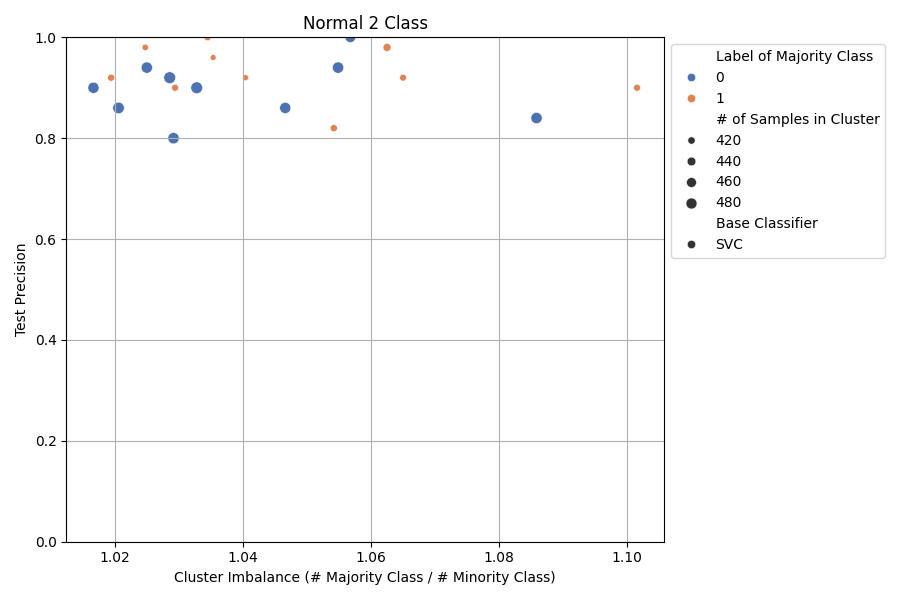 Normal 2 Class
Test Precision
1.0
0.8
0.6
0.4
0.2
0.0
1.02
1.04
1.06
1.08
1.10
Cluster Imbalance (# Majority Class / # Minority Class)
Label of Majority Class
0
1
# of Samples in Cluster
420
440
460
480
Base Classifier
SVC